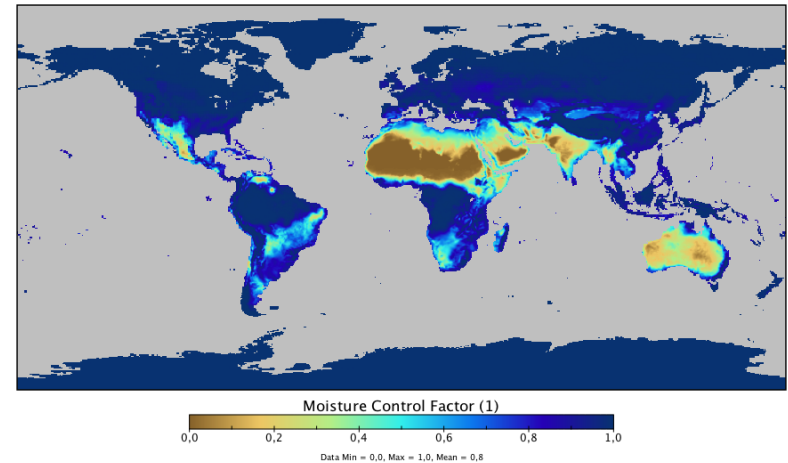 Moisture Control Factor (1)
0,0 0,2 0,4 0,6 0,8 1,0
Data Min = 0,0, Max = 1,0, Mean = 0,8